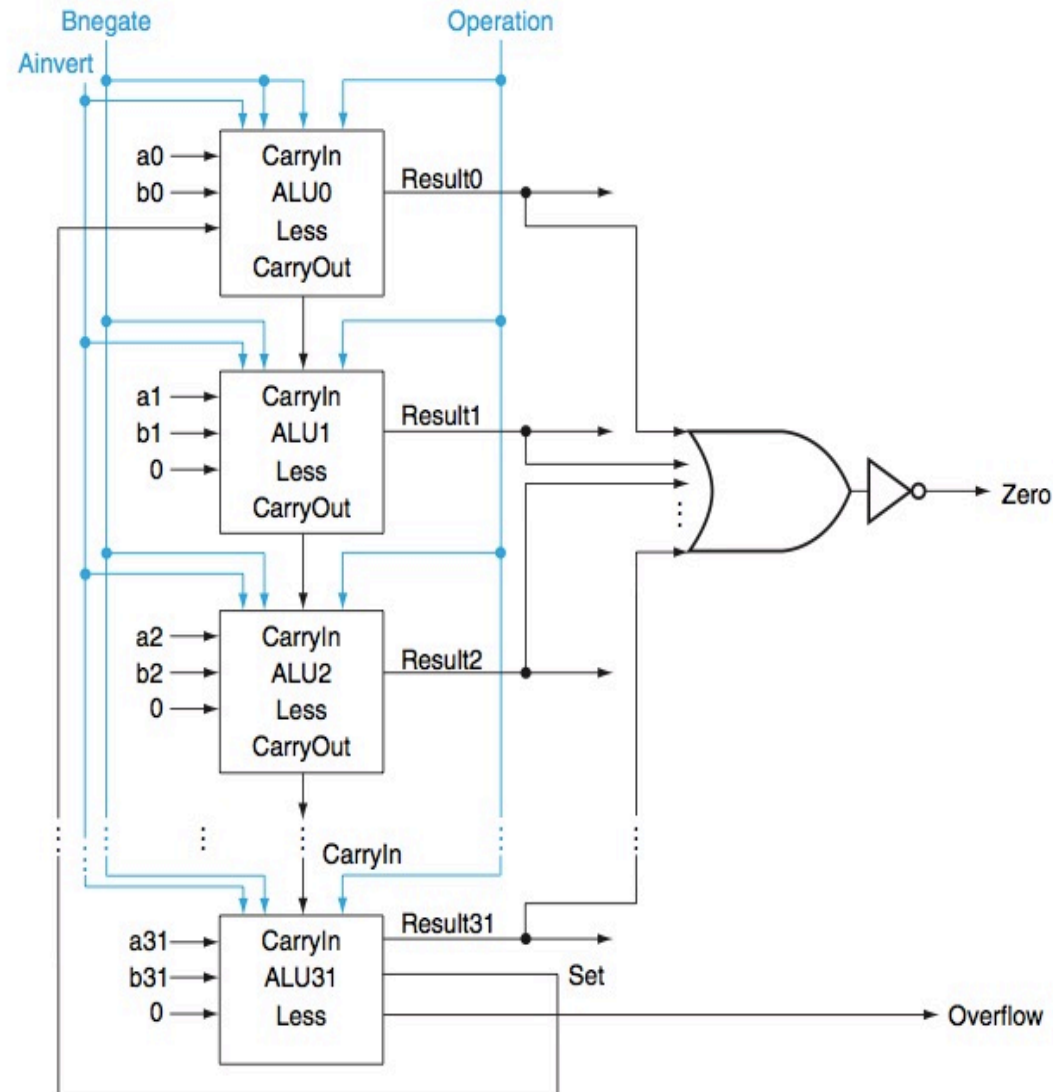 Bnegate
Operation
Ainvert
a0
CarryIn
b0
ALU0
Result0
Less
CarryOut
a1
CarryIn
b1
ALU1
Result1
0
Less
CarryOut
Zero
a2
CarryIn
b2
ALU2
Result2
0
Less
CarryOut
CarryIn
a31
CarryIn
Result31
b31
ALU31
Set
0
Less
Overflow